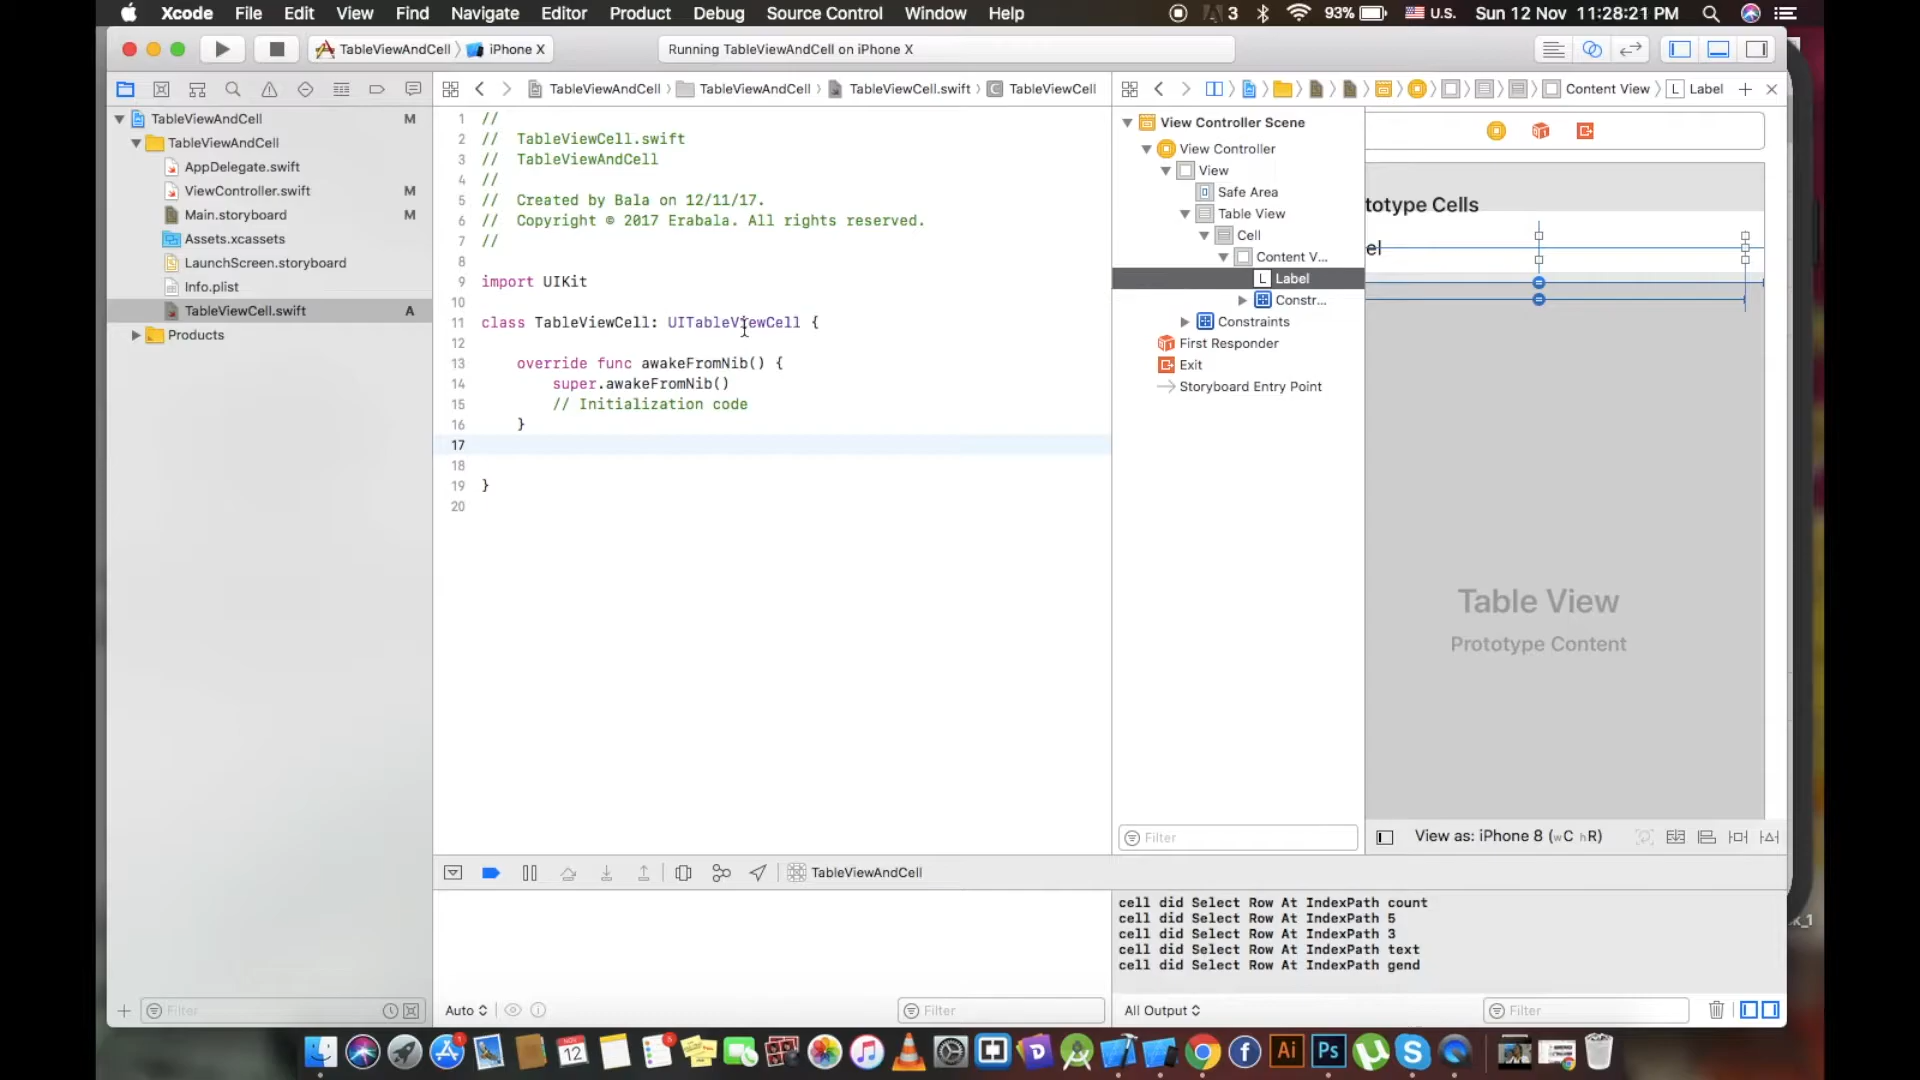 Xcode File Edit View Find Navigate Editor Product Debug Source Control Window Help 3 93% U.S. Sun 12 Nov 11:28:21 PM
TableViewAndCell iPhone X
Running TableViewAndCell on iPhone X
TableViewAndCell TableViewAndCell TableViewCell.swift TableViewCell
Content View L Label
TableViewAndCell M
TableViewAndCell
AppDelegate.swift
ViewController.swift M
Main.storyboard M
Assets.xcassets
LaunchScreen.storyboard
Info.plist
TableViewCell.swift A
Products
1 //
2 // TableViewCell.swift
3 // TableViewAndCell
4 //
5 // Created by Bala on 12/11/17.
6 // Copyright © 2017 Erabala. All rights reserved.
7 //
8
9 import UIKit
10
11 class TableViewCell: UITableViewCell {
12
13 override func awakeFromNib() {
14 super.awakeFromNib()
15 // Initialization code
16 }
17
18
19 }
20
View Controller Scene
View Controller
View
Safe Area
Table View
Cell
Content V...
L Label
Constr...
Constraints
First Responder
Exit
Storyboard Entry Point
totype Cells
el
Table View
Prototype Content
Filter
View as: iPhone 8 (wC hR)
TableViewAndCell
cell did Select Row At IndexPath count
cell did Select Row At IndexPath 5
cell did Select Row At IndexPath 3
cell did Select Row At IndexPath text
cell did Select Row At IndexPath gend
Filter
Auto
Filter
All Output
Filter
k_1
NOV
12
Ai
Ps